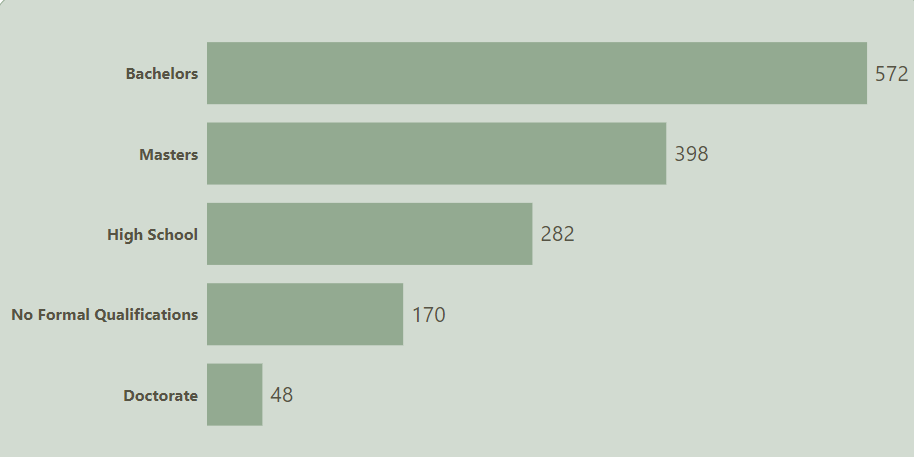 Bachelors 572
Masters 398
High School 282
No Formal Qualifications 170
Doctorate 48